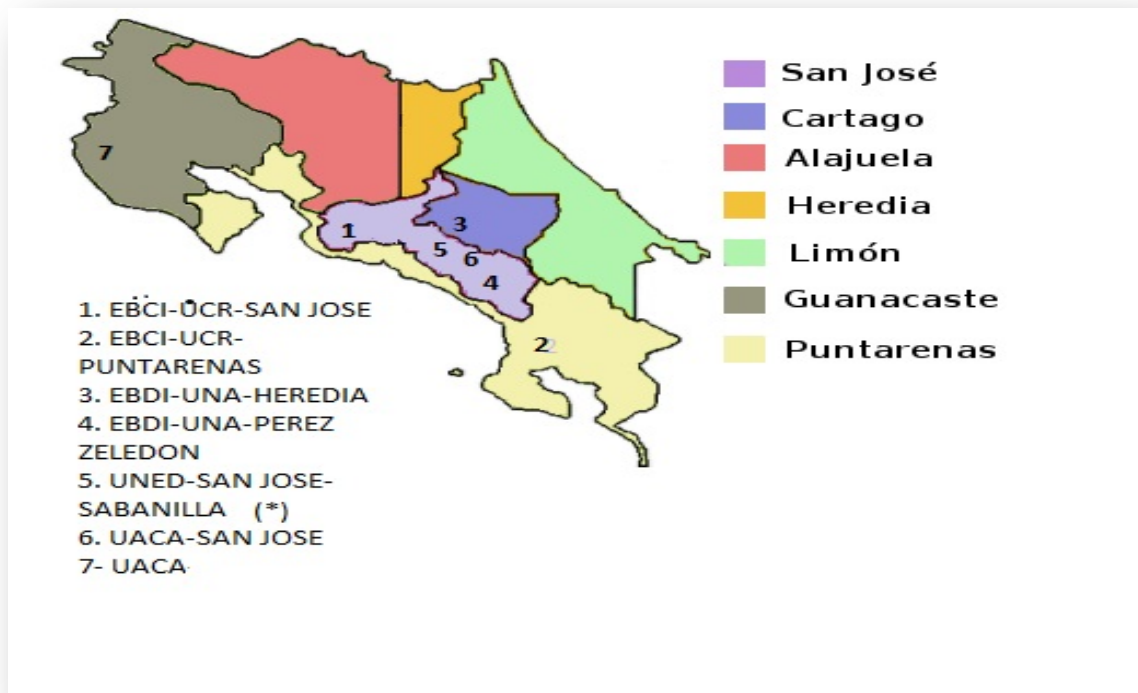 7
3
1
5
6
4
2
San José
Cartago
Alajuela
Heredia
Limón
Guanacaste
Puntarenas
1. EBCI-UCR-SAN JOSE
2. EBCI-UCR-
PUNTARENAS
3. EBDI-UNA-HEREDIA
4. EBDI-UNA-PEREZ
ZELEDON
5. UNED-SAN JOSE-
SABANILLA (*)
6. UACA-SAN JOSE
7- UACA